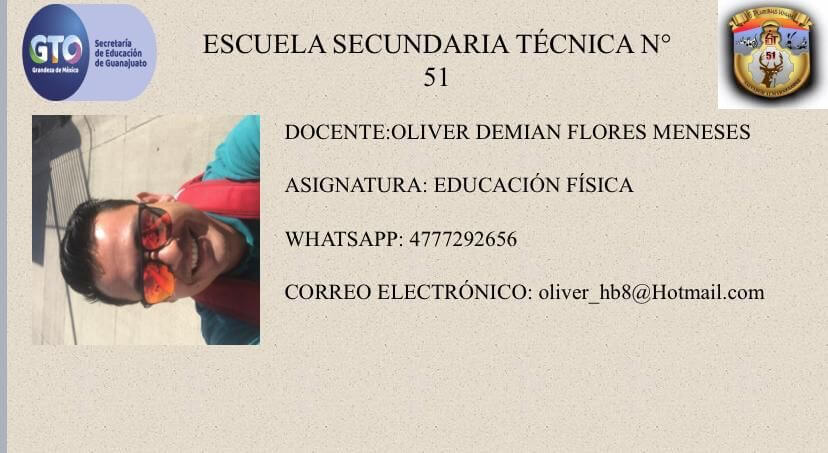 GTO
Grandeza de México
Secretaría
de Educación
de Guanajuato
ESCUELA SECUNDARIA TÉCNICA N°
51
51
DOCENTE:OLIVER DEMIAN FLORES MENESES
ASIGNATURA: EDUCACIÓN FÍSICA
WHATSAPP: 4777292656
CORREO ELECTRÓNICO: oliver_hb8@Hotmail.com